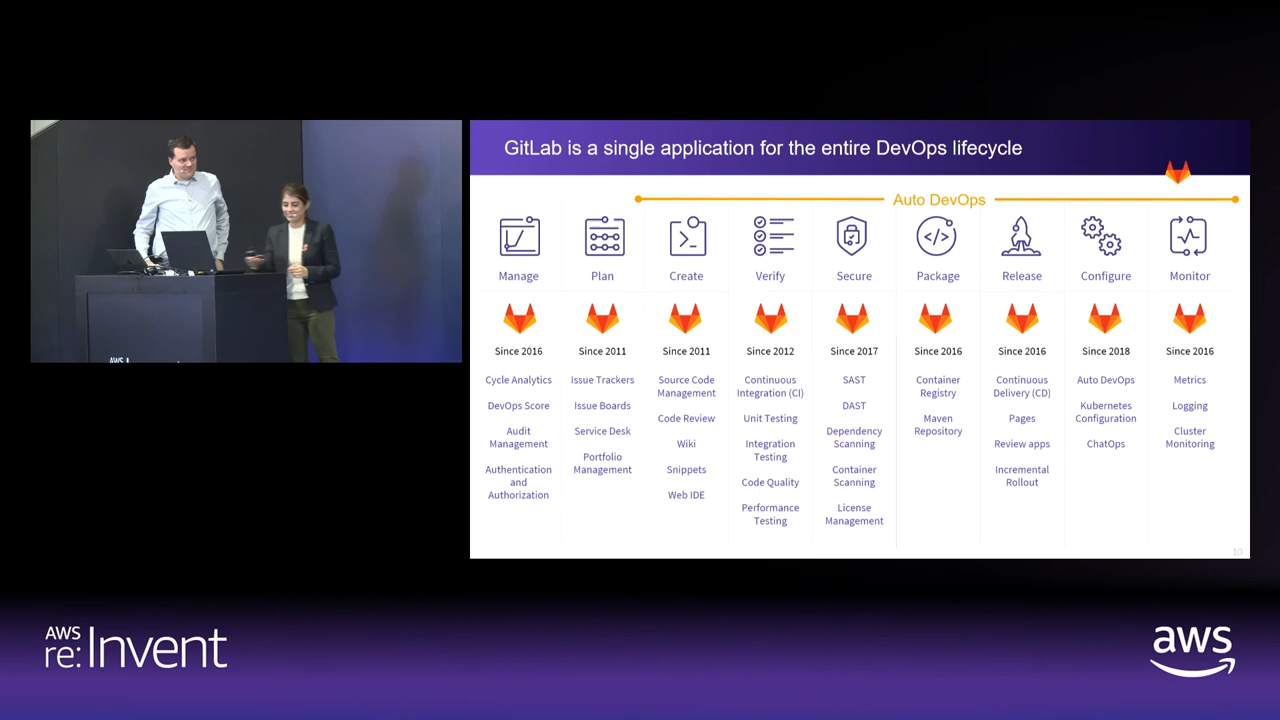 GitLab is a single application for the entire DevOps lifecycle
Auto DevOps
Manage
Plan
Create
Verify
Secure
Package
Release
Configure
Monitor
Since 2016
Since 2011
Since 2011
Since 2012
Since 2017
Since 2016
Since 2016
Since 2018
Since 2016
Cycle Analytics
DevOps Score
Audit
Management
Authentication
and
Authorization
Issue Trackers
Issue Boards
Service Desk
Portfolio
Management
Source Code
Management
Code Review
Wiki
Snippets
Web IDE
Continuous
Integration (CI)
Unit Testing
Integration
Testing
Code Quality
Performance
Testing
SAST
DAST
Dependency
Scanning
Container
Scanning
License
Management
Container
Registry
Maven
Repository
Continuous
Delivery (CD)
Pages
Review apps
Incremental
Rollout
Auto DevOps
Kubernetes
Configuration
ChatOps
Metrics
Logging
Cluster
Monitoring
10
AWS
re:Invent
aws